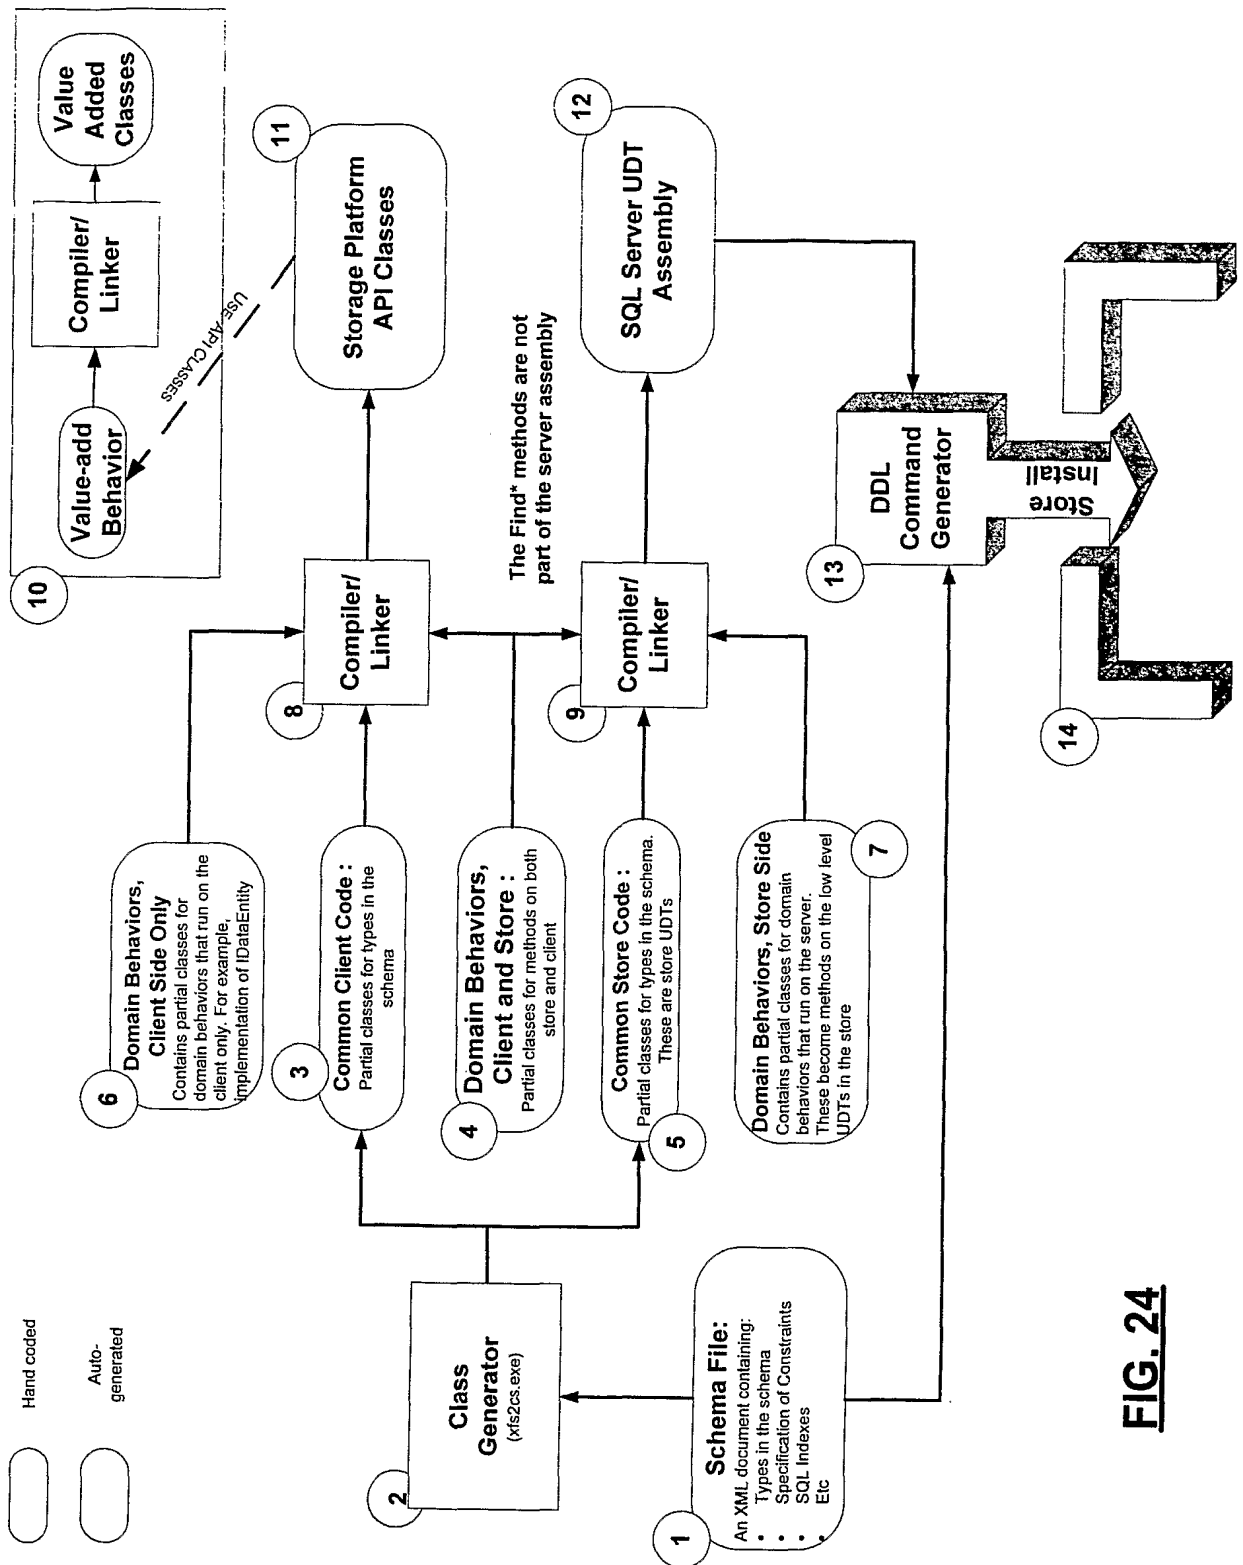 Hand coded
Auto-
generated
1
Schema File:
An XML document containing:
• Types in the schema
• Specification of Constraints
• SQL Indexes
• Etc
2
Class
Generator
(xfs2cs.exe)
6
Domain Behaviors,
Client Side Only
Contains partial classes for
domain behaviors that run on the
client only. For example,
implementation of IDataEntity
3
Common Client Code :
Partial classes for types in the
schema
4
Domain Behaviors,
Client and Store :
Partial classes for methods on both
store and client
5
Common Store Code :
Partial classes for types in the schema.
These are store UDTs
7
Domain Behaviors, Store Side
Contains partial classes for domain
behaviors that run on the server.
These become methods on the low level
UDTs in the store
8
Compiler/
Linker
9
Compiler/
Linker
The Find* methods are not
part of the server assembly
10
Value-add
Behavior
Compiler/
Linker
Value
Added
Classes
USE API CLASSES
11
Storage Platform
API Classes
12
SQL Server UDT
Assembly
13
DDL
Command
Generator
Store
Install
14
FIG. 24